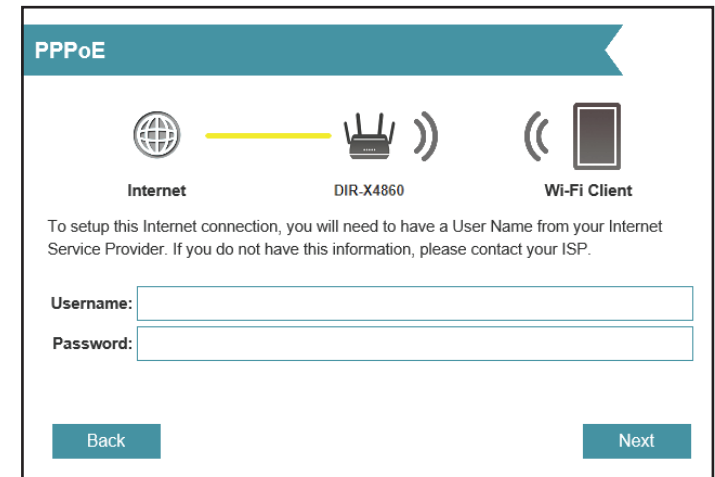 PPPoE
Internet
DIR-X4860
Wi-Fi Client
To setup this Internet connection, you will need to have a User Name from your Internet
Service Provider. If you do not have this information, please contact your ISP.
Username:
Password:
Back
Next